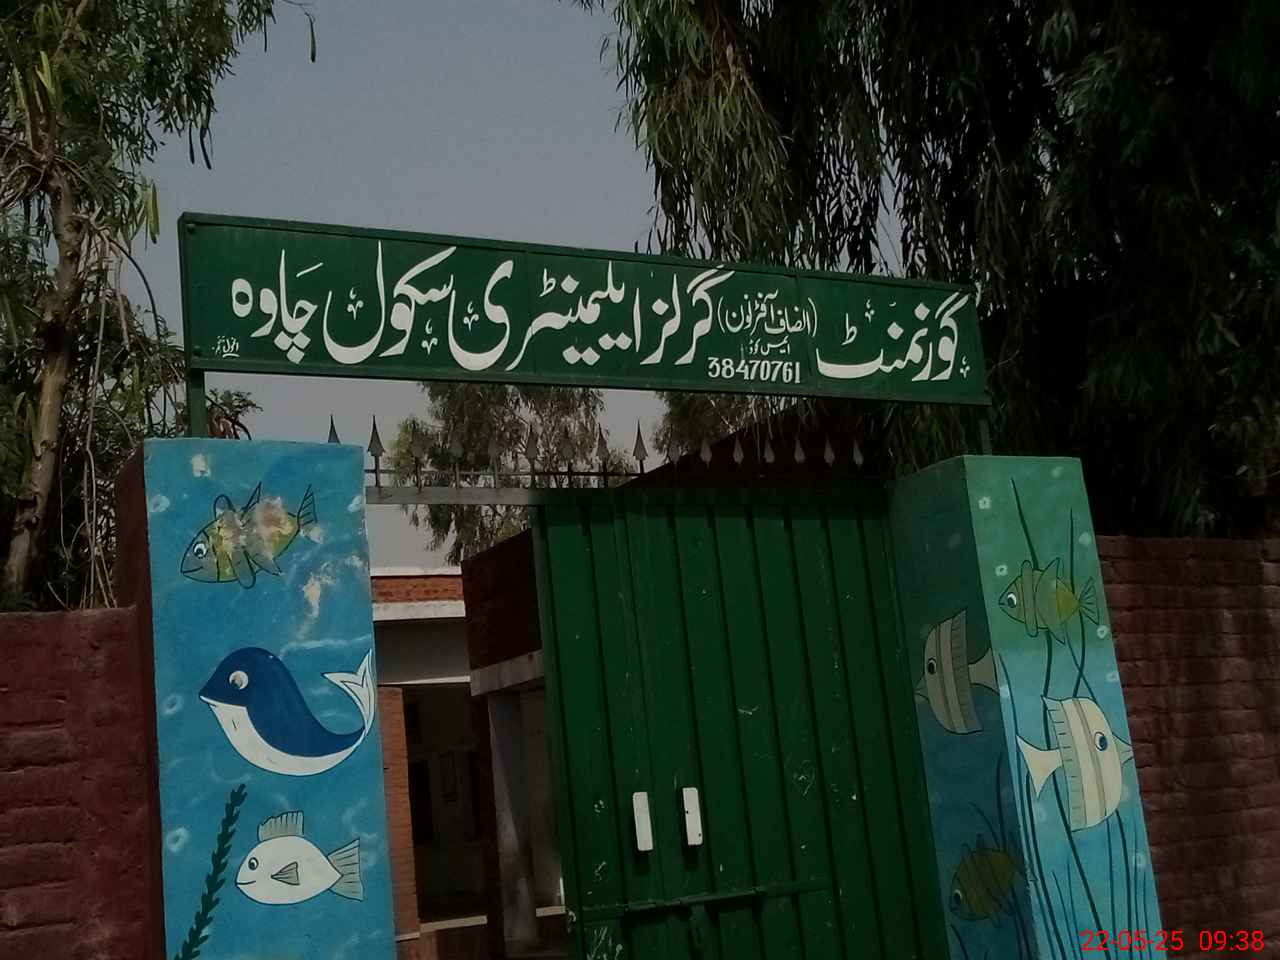 گورنمنٹ (انصاف آفٹرنون) گرلز ایلیمنٹری سکول چاوہ
ایمس کوڈ
38470761
22-05-25 09:38